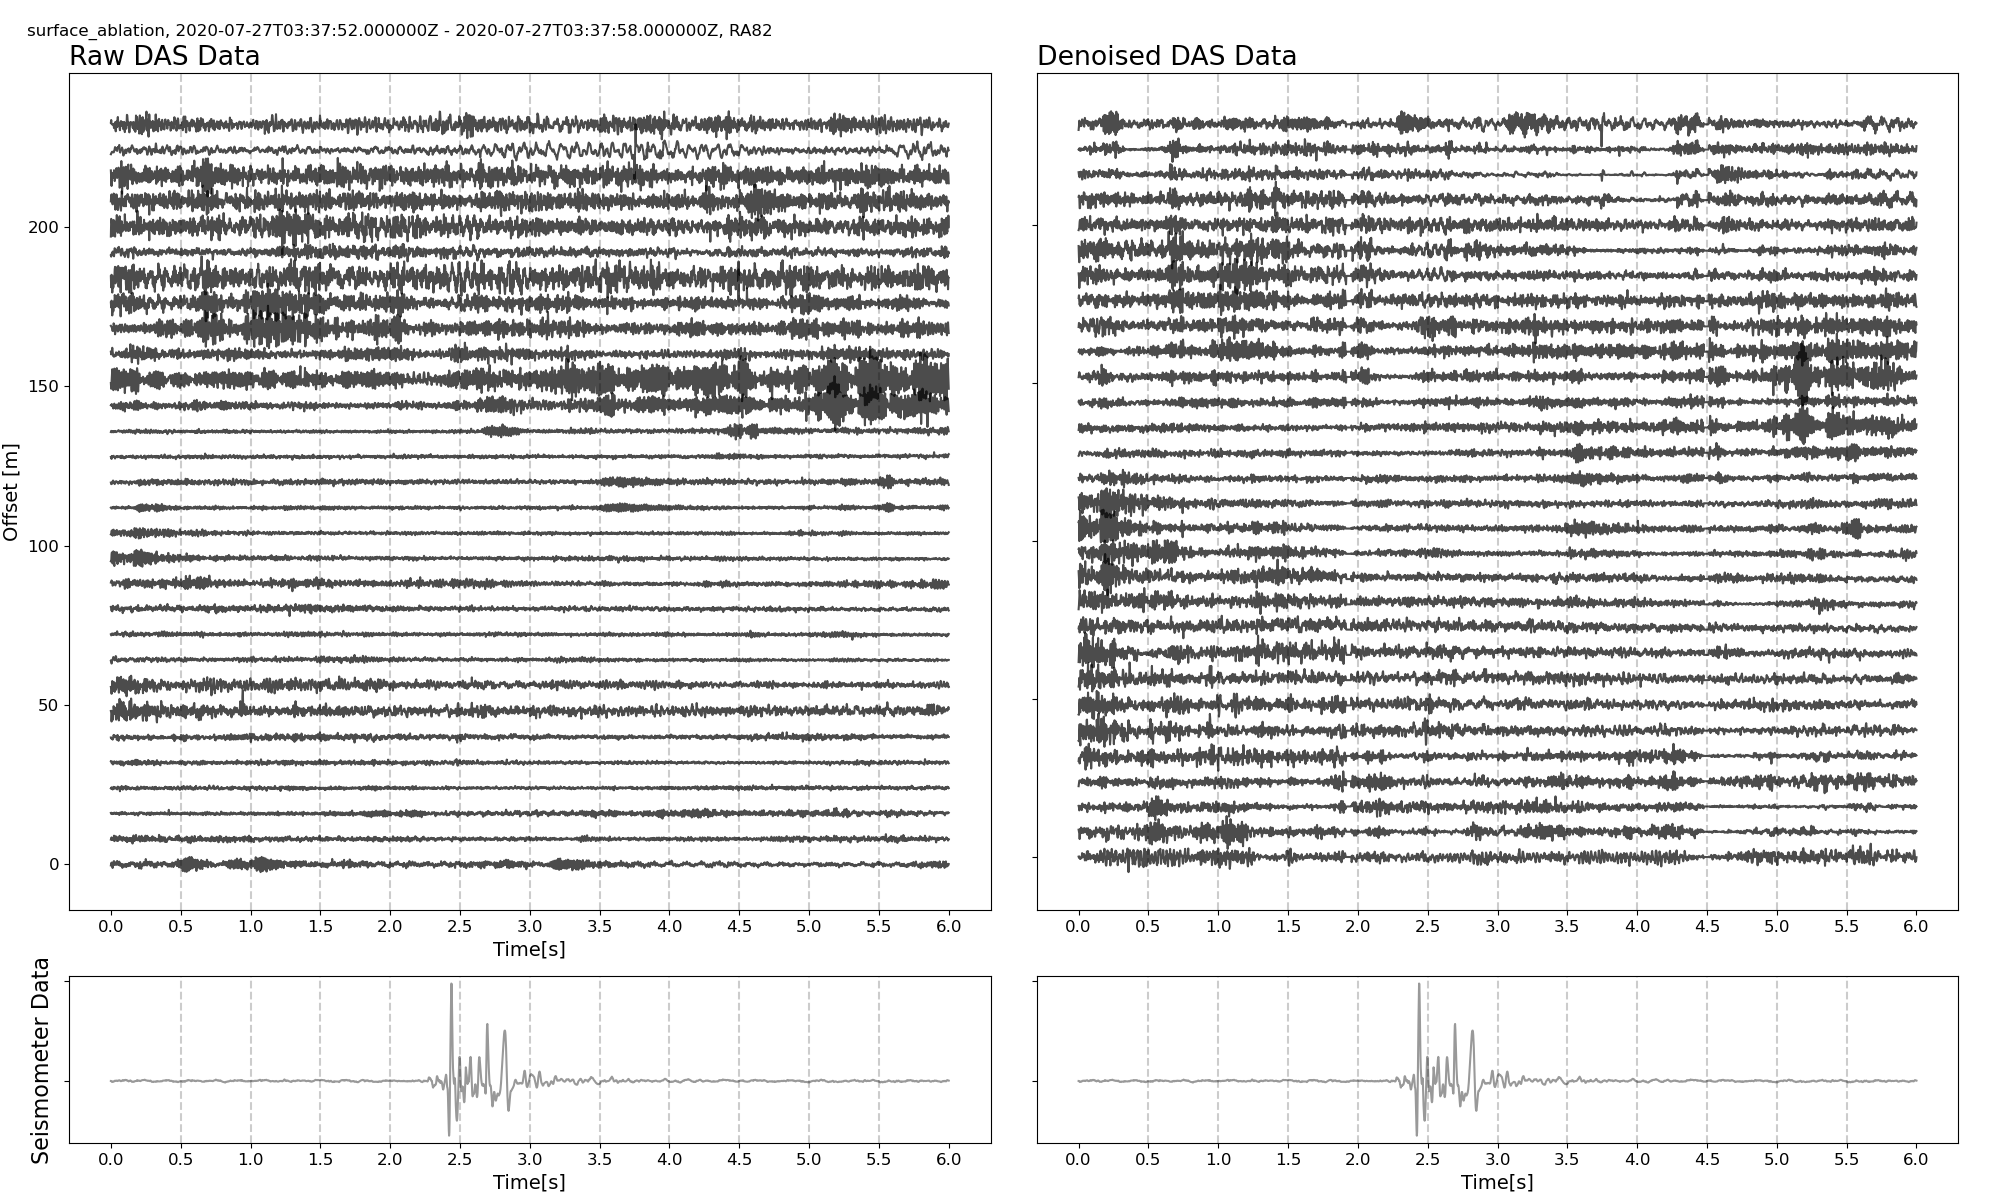 surface_ablation, 2020-07-27T03:37:52.000000Z - 2020-07-27T03:37:58.000000Z, RA82
Raw DAS Data
Denoised DAS Data
Offset [m]
200
150
100
50
0
0.0 0.5 1.0 1.5 2.0 2.5 3.0 3.5 4.0 4.5 5.0 5.5 6.0
Time[s]
0.0 0.5 1.0 1.5 2.0 2.5 3.0 3.5 4.0 4.5 5.0 5.5 6.0
Seismometer Data
0.0 0.5 1.0 1.5 2.0 2.5 3.0 3.5 4.0 4.5 5.0 5.5 6.0
Time[s]
0.0 0.5 1.0 1.5 2.0 2.5 3.0 3.5 4.0 4.5 5.0 5.5 6.0
Time[s]